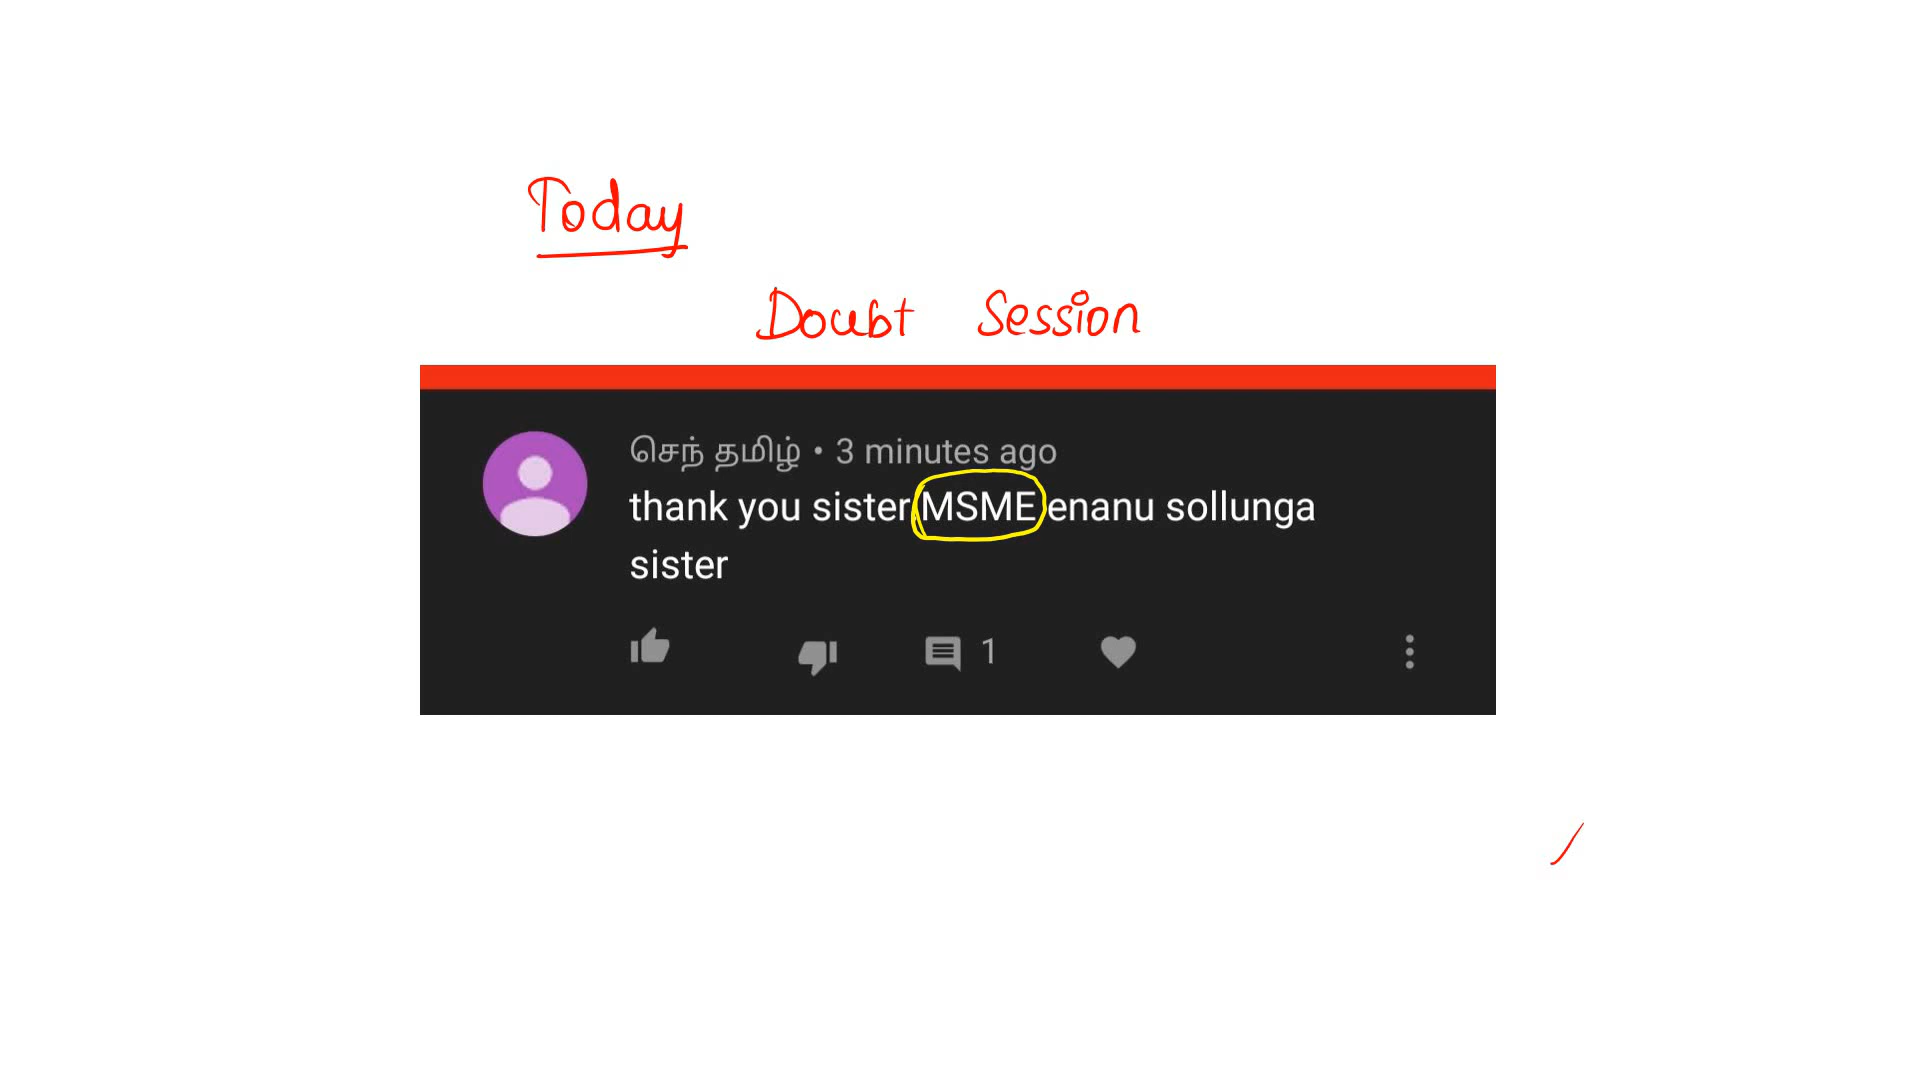 Today
Doubt Session
செந் தமிழ் • 3 minutes ago
thank you sister MSME enanu sollunga
sister
1